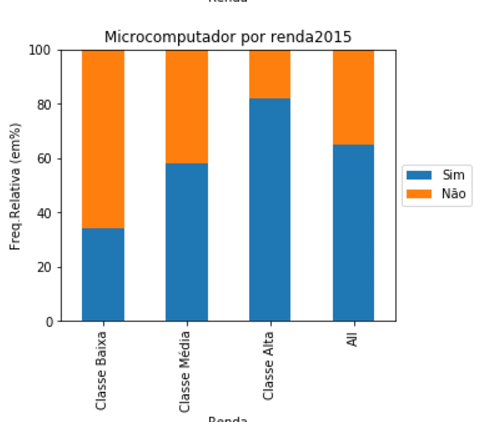 Renda
Microcomputador por renda2015
100
80
60
40
20
0
Freq.Relativa (em%)
Sim
Não
Classe Baixa
Classe Média
Classe Alta
All
Renda